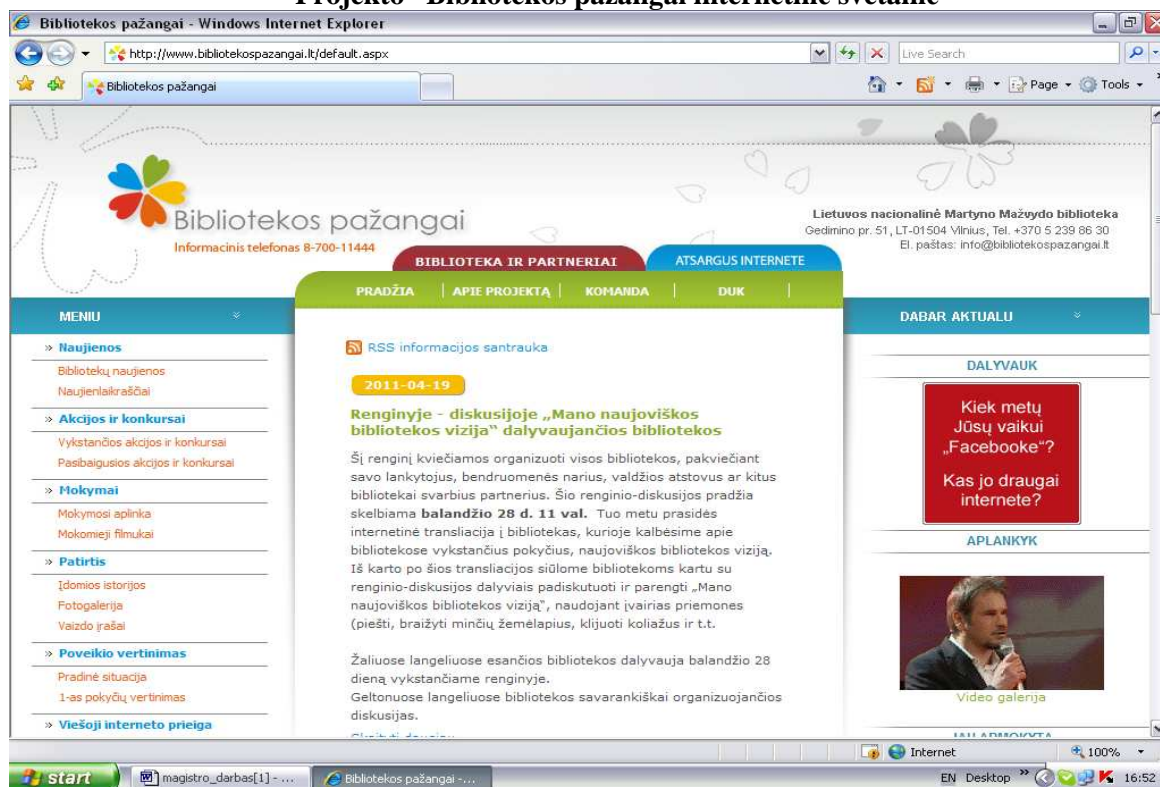 Projekto "Bibliotekos pažangai internetinė svetainė
Bibliotekos pažangai - Windows Internet Explorer
http://www.bibliotekospazangai.lt/default.aspx
Live Search
Bibliotekos pažangai
Page
Tools
Bibliotekos pažangai
Informacinis telefonas 8-700-11444
Lietuvos nacionalinė Martyno Mažvydo biblioteka
Gedimino pr. 51, LT-01504 Vilnius, Tel. +370 5 239 86 30
El. paštas: info@bibliotekospazangai.lt
BIBLIOTEKA IR PARTNERIAI
ATSARGUS INTERNETE
PRADŽIA | APIE PROJEKTĄ | KOMANDA | DUK |
MENIU
» Naujienos
Bibliotekų naujienos
Naujienlaikraščiai
» Akcijos ir konkursai
Vykstančios akcijos ir konkursai
Pasibaigusios akcijos ir konkursai
» Mokymai
Mokymosi aplinka
Mokomieji filmukai
» Patirtis
Įdomios istorijos
Fotogalerija
Vaizdo įrašai
» Poveikio vertinimas
Pradinė situacija
1-as pokyčių vertinimas
» Viešoji interneto prieiga
RSS informacijos santrauka
2011-04-19
Renginyje - diskusijoje „Mano naujoviškos
bibliotekos vizija“ dalyvaujančios bibliotekos
Šį renginį kviečiamos organizuoti visos bibliotekos, pakviečiant
savo lankytojus, bendruomenės narius, valdžios atstovus ar kitus
bibliotekai svarbius partnerius. Šio renginio-diskusijos pradžia
skelbiama balandžio 28 d. 11 val. Tuo metu prasidės
internetinė transliacija į bibliotekas, kurioje kalbėsime apie
bibliotekose vykstančius pokyčius, naujoviškos bibliotekos viziją.
Iš karto po šios transliacijos siūlome bibliotekoms kartu su
renginio-diskusijos dalyviais padiskutuoti ir parengti „Mano
naujoviškos bibliotekos viziją“, naudojant įvairias priemones
(piešti, braižyti minčių žemėlapius, klijuoti koliažus ir t.t.
Žaliuose langeliuose esančios bibliotekos dalyvauja balandžio 28
dieną vykstančiame renginyje.
Geltonuose langeliuose bibliotekos savarankiškai organizuojančios
diskusijas.
DABAR AKTUALU
DALYVAUK
Kiek metų
Jūsų vaikui
„Facebooke“?
Kas jo draugai
internete?
APLANKYK
Video galerija
Internet
100%
start
magistro_darbas[1] - ...
Bibliotekos pažangai -...
EN
Desktop
16:52